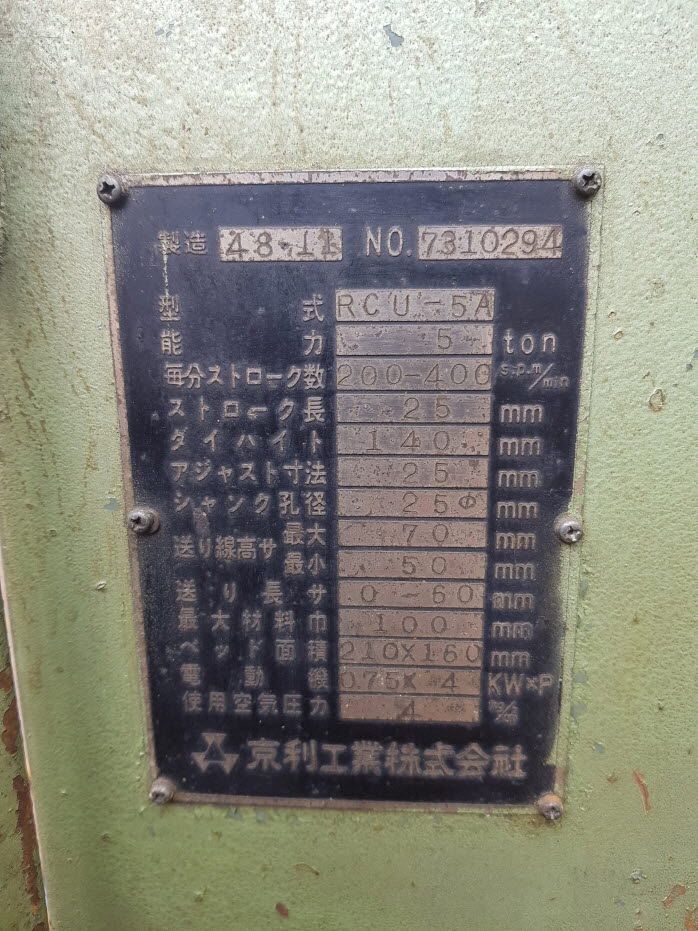 製造 48-11 NO. 7310294
型式 RCU-5A
能力 5 ton
毎分ストローク数 200-400 s.p.m/min
ストローク長 25 mm
ダイハイト 140 mm
アジャスト寸法 25 mm
シャンク孔径 25φ mm
送り線高サ 最大 70 mm
最小 50 mm
送り長サ 0-60 mm
最大材料巾 100 mm
ベッド面積 210×160 mm
電動機 075× 4 KW×P
使用空気圧力 4
京利工業株式会社